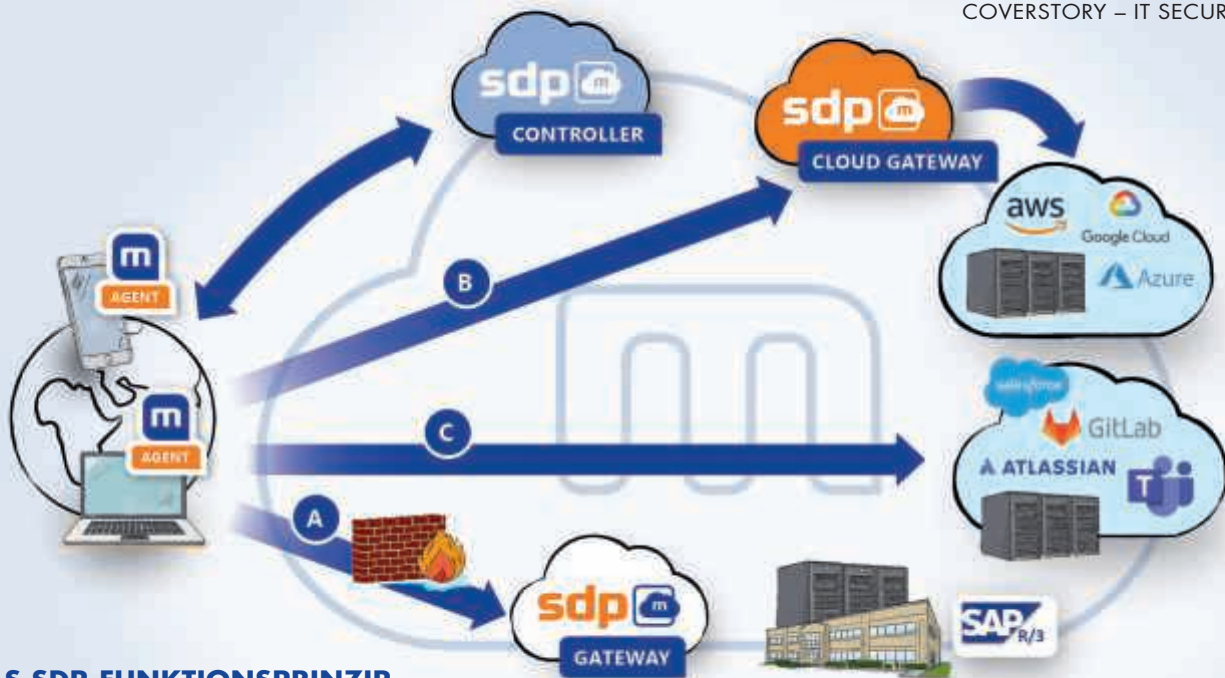 COVERSTORY – IT SECUR
sdp m
CONTROLLER
sdp m
CLOUD GATEWAY
aws
Google Cloud
Azure
m
AGENT
B
m
AGENT
salesforce
GitLab
ATLASSIAN
T
C
A
sdp m
GATEWAY
SAP R/3
m
S SDP-FUNKTIONSPRINZIP